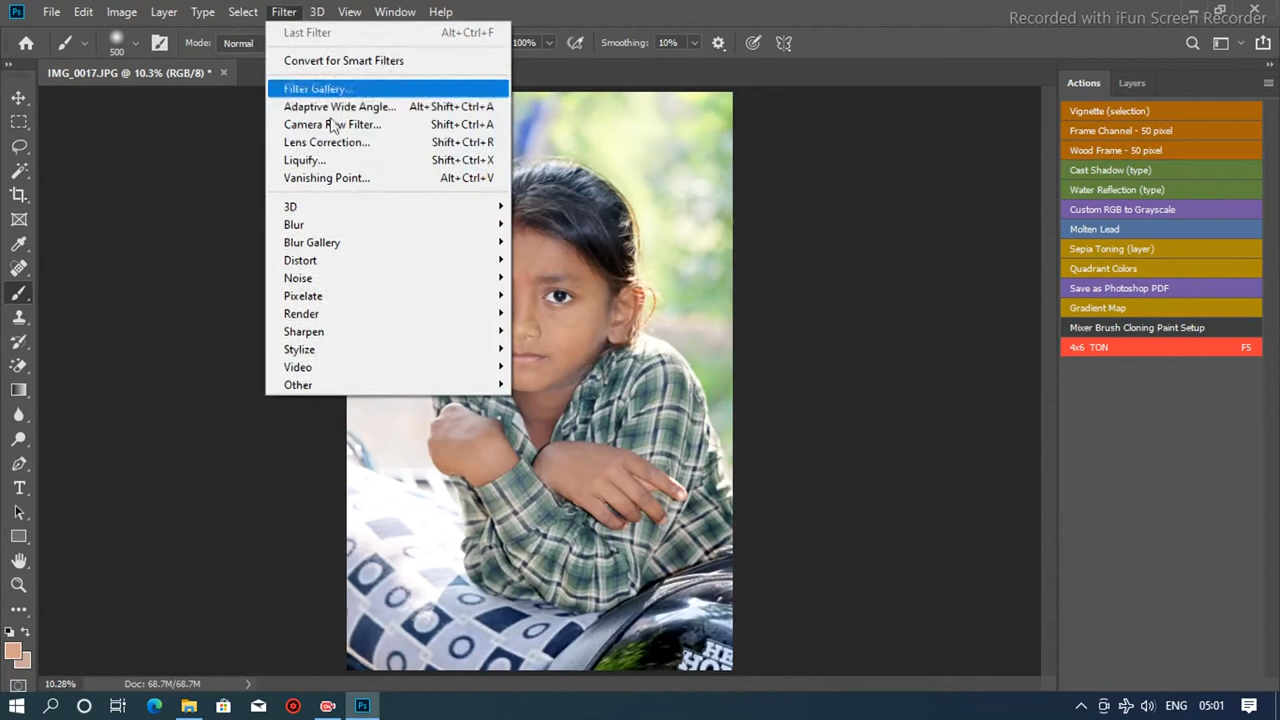 Ps File Edit Image Layer Type Select Filter 3D View Window Help
Recorded with iFun Screen Recorder
500 Mode: Normal 100% Smoothing: 10%
IMG_0017.JPG @ 10.3% (RGB/8) * ×
Last Filter Alt+Ctrl+F
Convert for Smart Filters
Filter Gallery...
Adaptive Wide Angle... Alt+Shift+Ctrl+A
Camera Raw Filter... Shift+Ctrl+A
Lens Correction... Shift+Ctrl+R
Liquify... Shift+Ctrl+X
Vanishing Point... Alt+Ctrl+V
3D
Blur
Blur Gallery
Distort
Noise
Pixelate
Render
Sharpen
Stylize
Video
Other
Actions Layers
Vignette (selection)
Frame Channel - 50 pixel
Wood Frame - 50 pixel
Cast Shadow (type)
Water Reflection (type)
Custom RGB to Grayscale
Molten Lead
Sepia Toning (layer)
Quadrant Colors
Save as Photoshop PDF
Gradient Map
Mixer Brush Cloning Paint Setup
4x6 TON F5
10.28% Doc: 68.7M/68.7M
Ps ENG 05:01